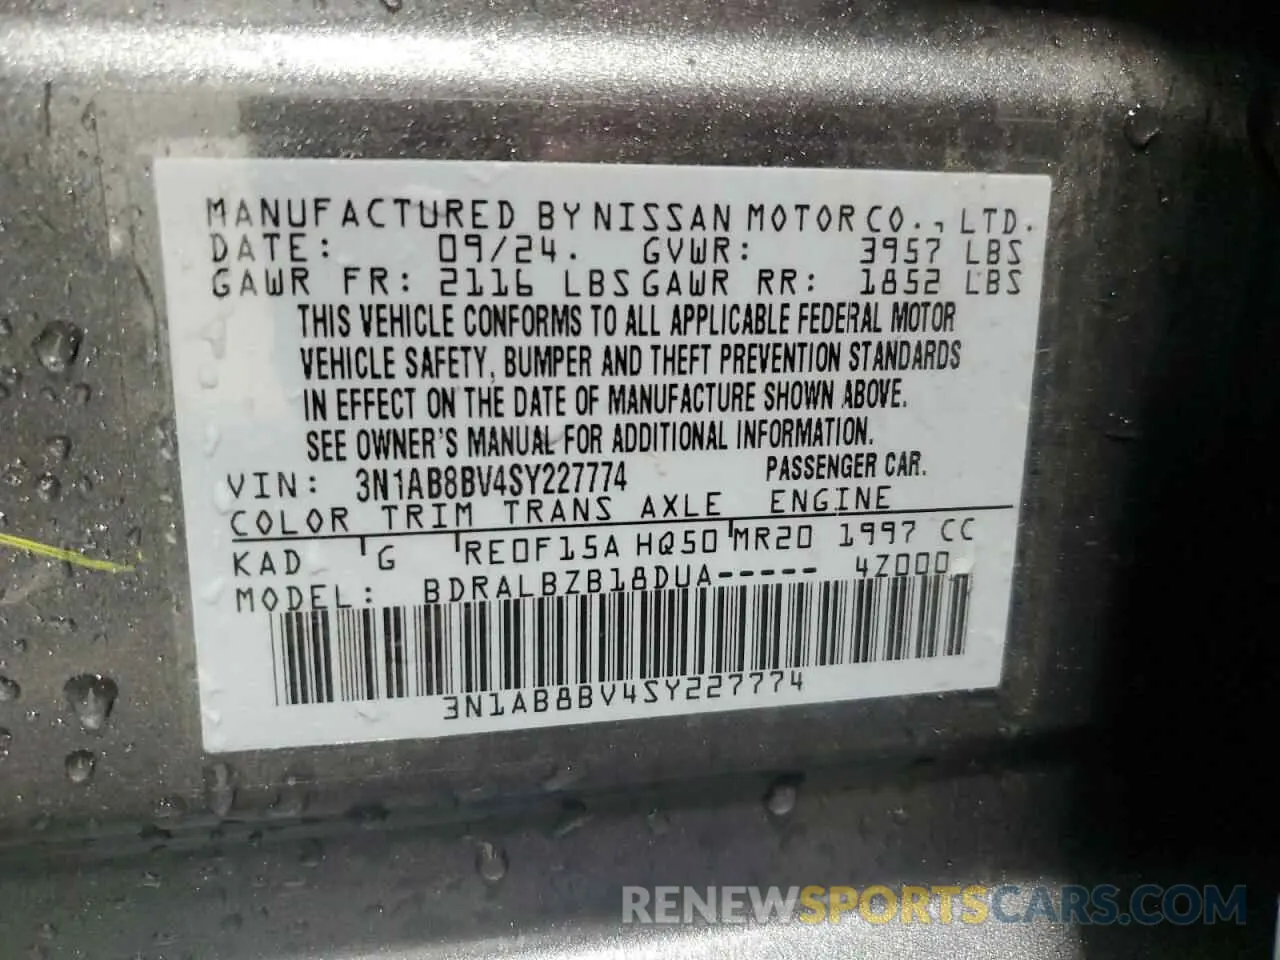 MANUFACTURED BY NISSAN MOTOR CO., LTD.
DATE: 09/24. GVWR: 3957 LBS
GAWR FR: 2116 LBS GAWR RR: 1852 LBS
THIS VEHICLE CONFORMS TO ALL APPLICABLE FEDERAL MOTOR
VEHICLE SAFETY, BUMPER AND THEFT PREVENTION STANDARDS
IN EFFECT ON THE DATE OF MANUFACTURE SHOWN ABOVE.
SEE OWNER'S MANUAL FOR ADDITIONAL INFORMATION.
VIN: 3N1AB8BV4SY227774 PASSENGER CAR.
COLOR TRIM TRANS AXLE ENGINE
KAD G RE0F15A HQ50 MR20 1997 CC
MODEL: BDRALBZB18DUA----- 4Z000
3N1AB8BV4SY227774
RENEWSPORTSCARS.COM